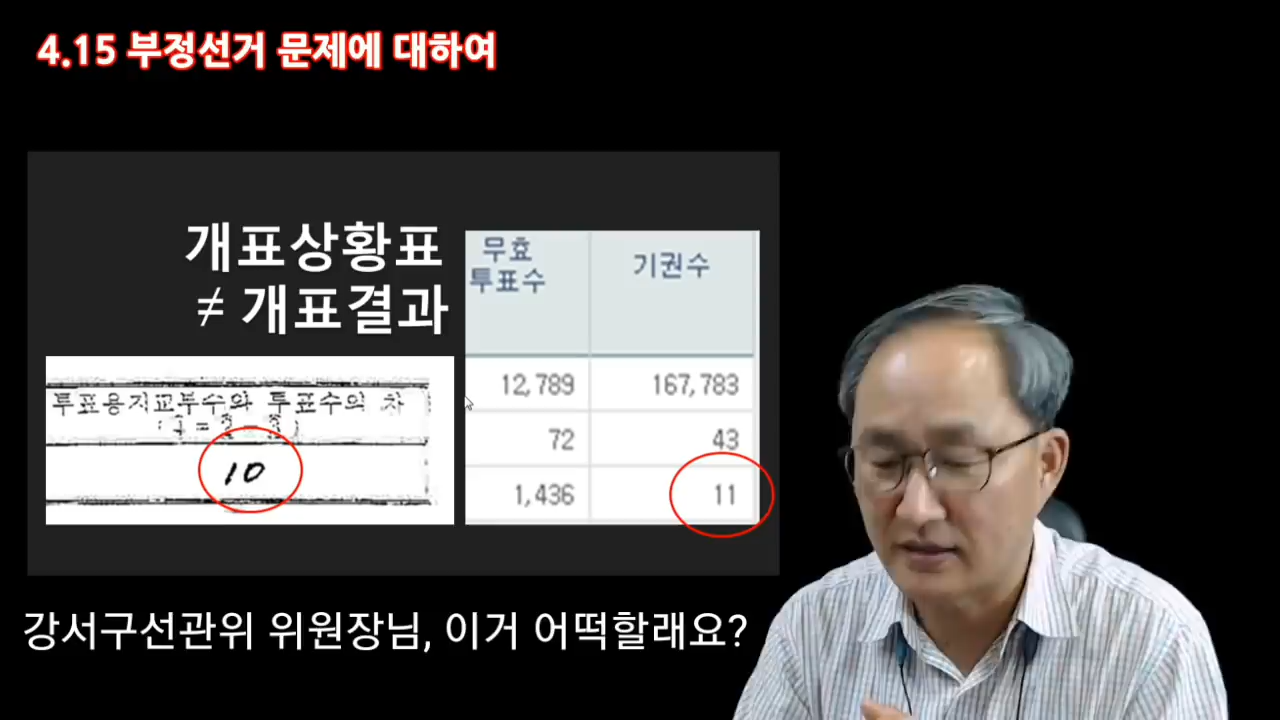 4.15 부정선거 문제에 대하여
개표상황표
≠ 개표결과
무효
투표수
기권수
12,789 167,783
72 43
1,436 11
투표용지교부수와 투표수의 차
10
강서구선관위 위원장님, 이거 어떡할래요?